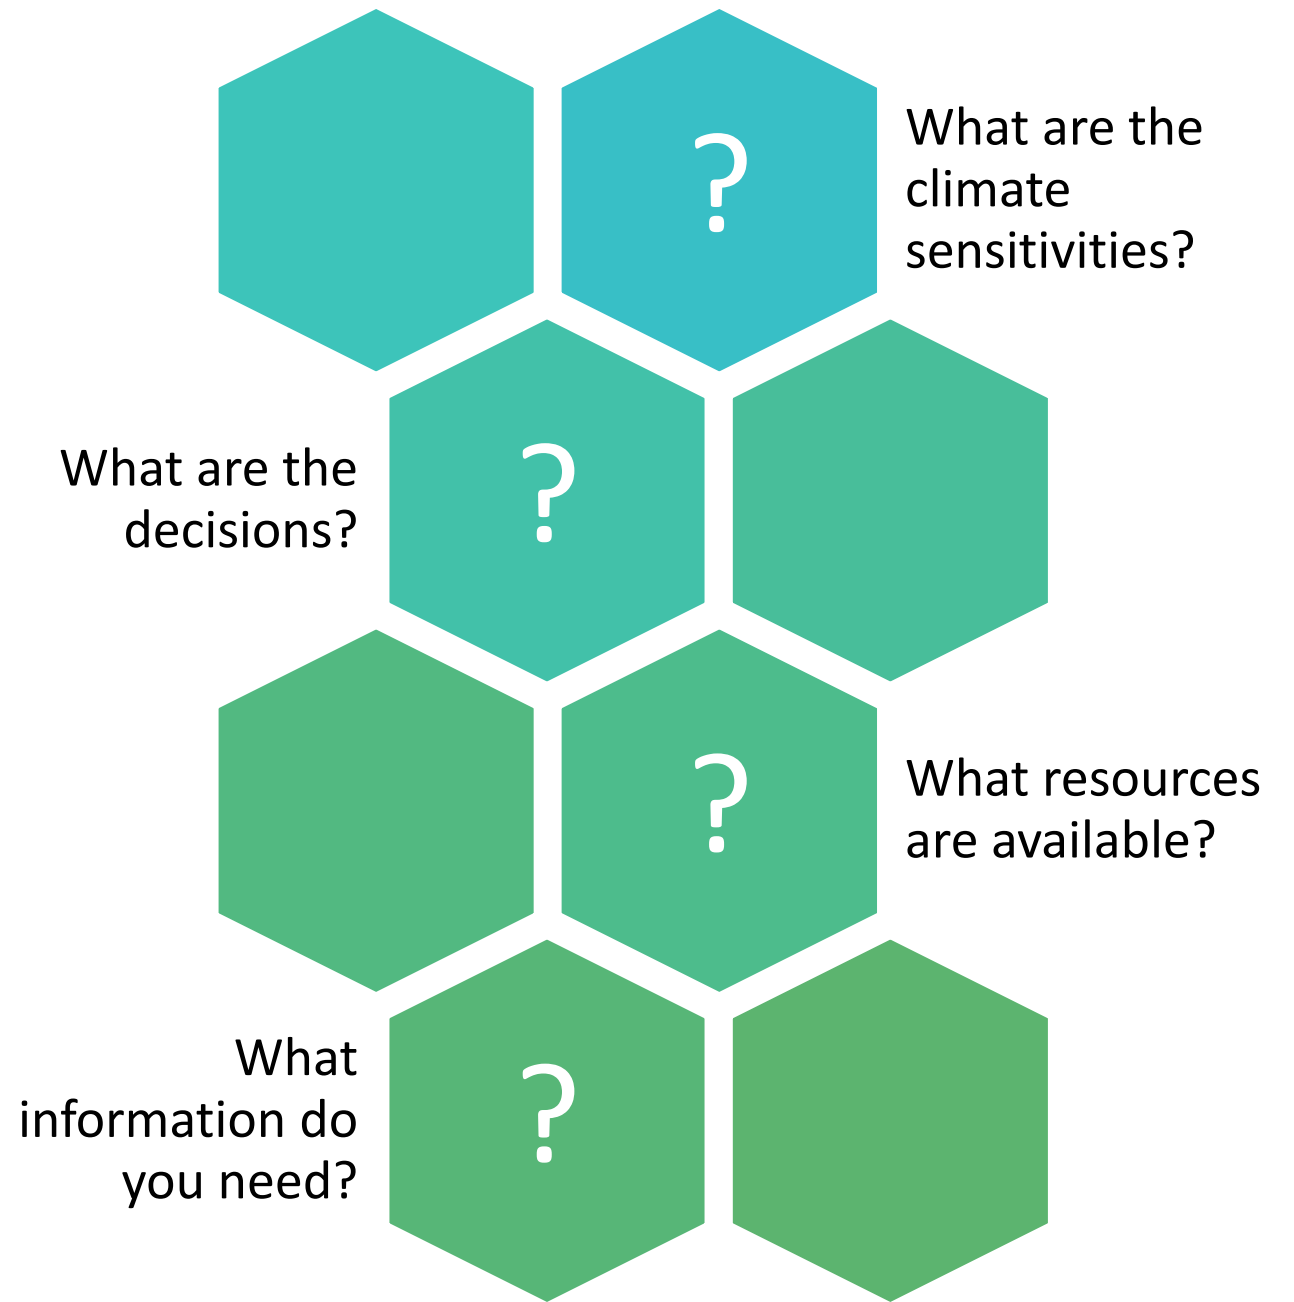 ?
What are the
climate
sensitivities?
What are the
decisions?
?
?
What resources
are available?
What
information do
you need?
?